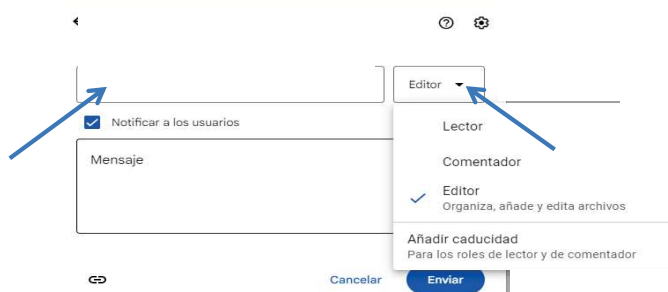 Editor
Lector
Notificar a los usuarios
Comentador
Mensaje
Editor
Organiza, añade y edita archivos
Añadir caducidad
Para los roles de lector y de comentador
Cancelar
Enviar